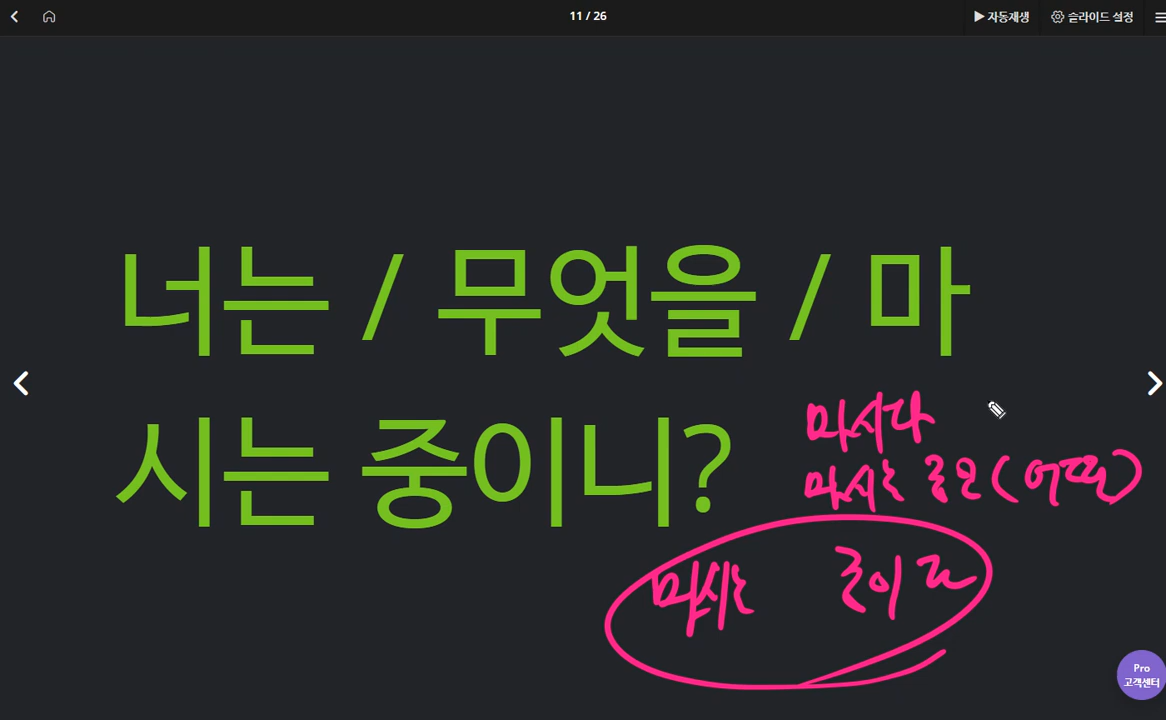 11 / 26
▶ 자동재생
슬라이드 설정
너는 / 무엇을 / 마
시는 중이니?
마시다
마시는 중인 (어떤)
마시는 중이다
Pro
고객센터